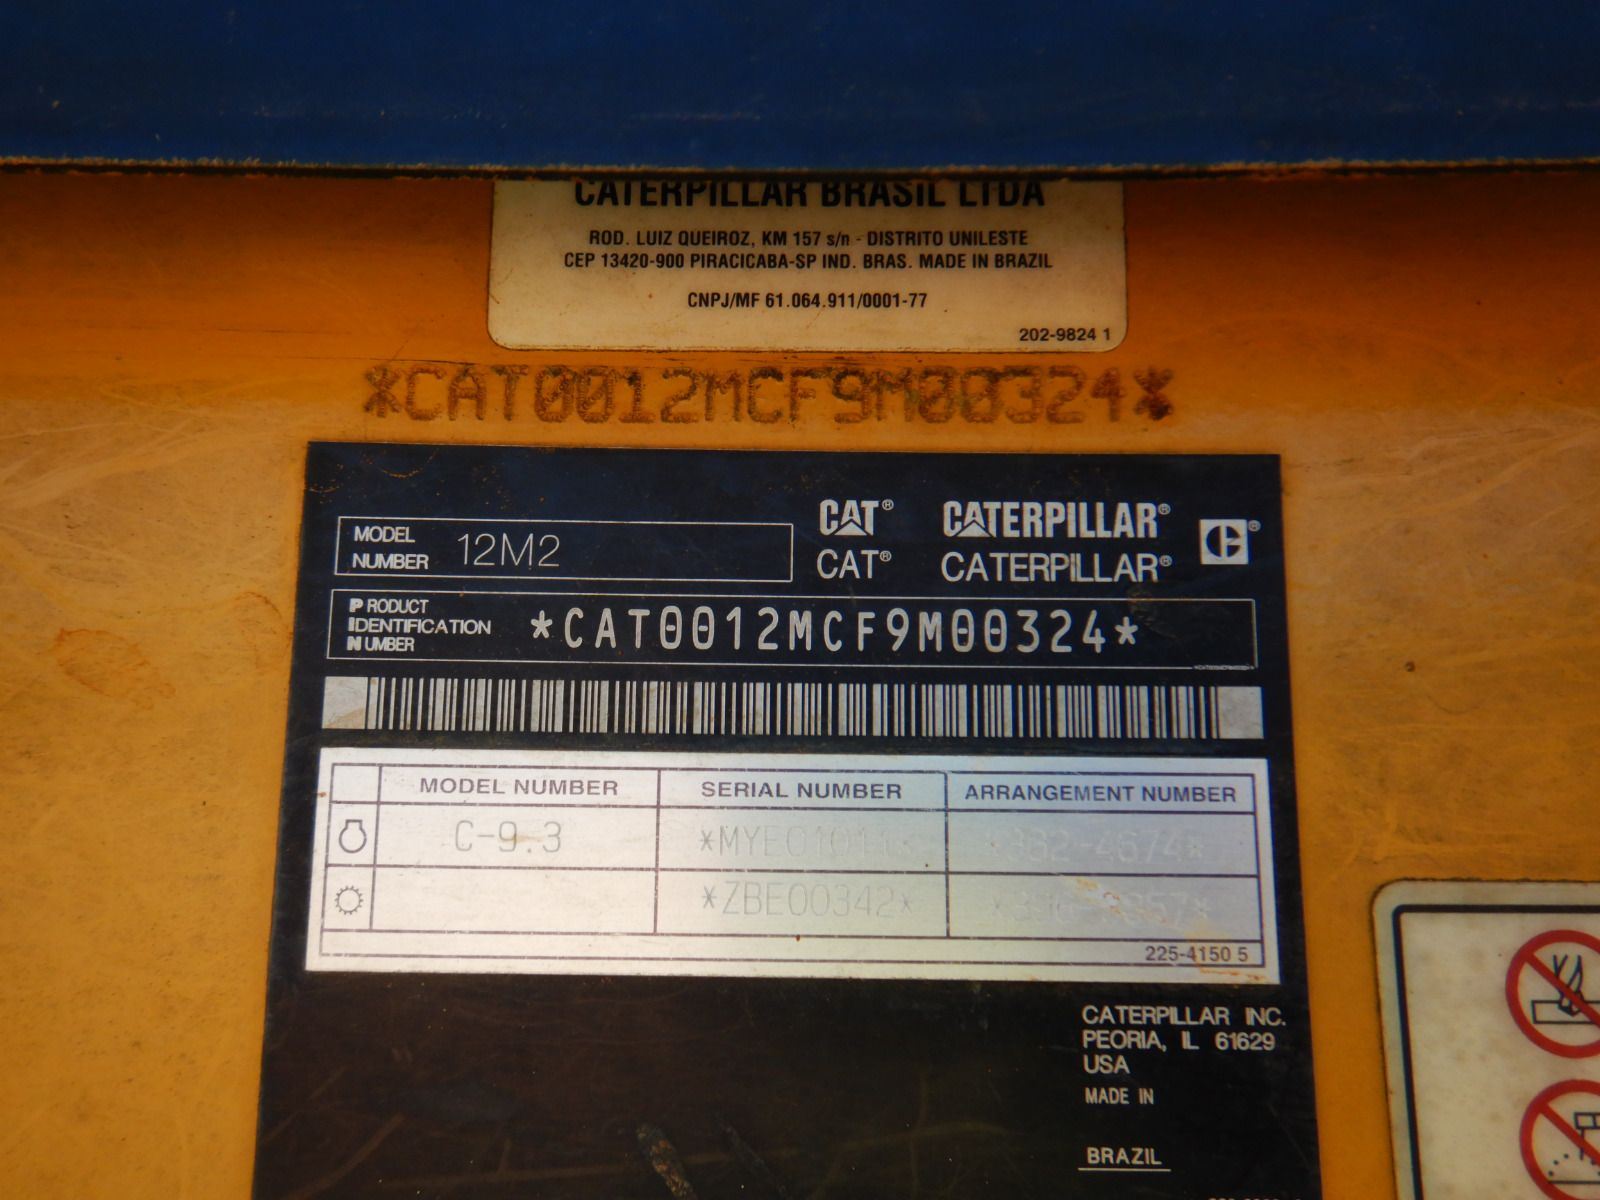 CATERPILLAR BRASIL LTDA
ROD. LUIZ QUEIROZ, KM 157 s/n - DISTRITO UNILESTE
CEP 13420-900 PIRACICABA-SP IND. BRAS. MADE IN BRAZIL
CNPJ/MF 61.064.911/0001-77
202-9824 1
*CAT0012MCF9M00324*
MODEL NUMBER 12M2
CAT® CATERPILLAR®
CAT® CATERPILLAR®
PRODUCT IDENTIFICATION NUMBER *CAT0012MCF9M00324*
MODEL NUMBER SERIAL NUMBER ARRANGEMENT NUMBER
C-9.3
*ZBE00342*
225-4150 5
CATERPILLAR INC.
PEORIA, IL 61629
USA
MADE IN
BRAZIL